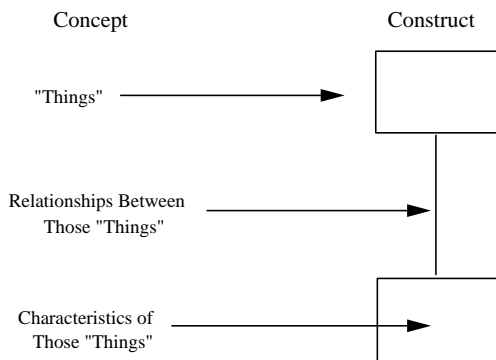 Concept
Construct
"Things"
Relationships Between
Those "Things"
Characteristics of
Those "Things"